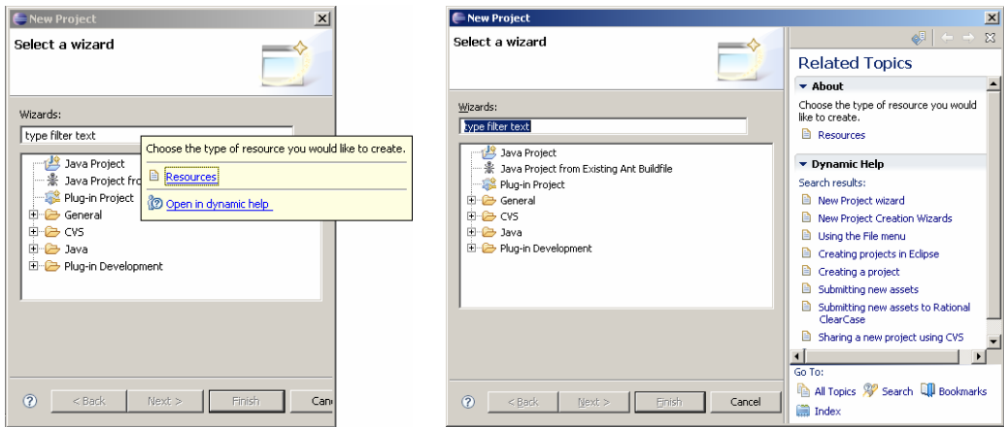 New Project
Select a wizard
Wizards:
type filter text
Choose the type of resource you would like to create.
Resources
Open in dynamic help
Java Project
Java Project fro
Plug-in Project
General
CVS
Java
Plug-in Development
< Back
Next >
Finish
Can
New Project
Select a wizard
Wizards:
type filter text
Java Project
Java Project from Existing Ant Buildfile
Plug-in Project
General
CVS
Java
Plug-in Development
< Back
Next >
Finish
Cancel
Related Topics
About
Choose the type of resource you would
like to create.
Resources
Dynamic Help
Search results:
New Project wizard
New Project Creation Wizards
Using the File menu
Creating projects in Eclipse
Creating a project
Submitting new assets
Submitting new assets to Rational
ClearCase
Sharing a new project using CVS
Go To:
All Topics Search Bookmarks
Index